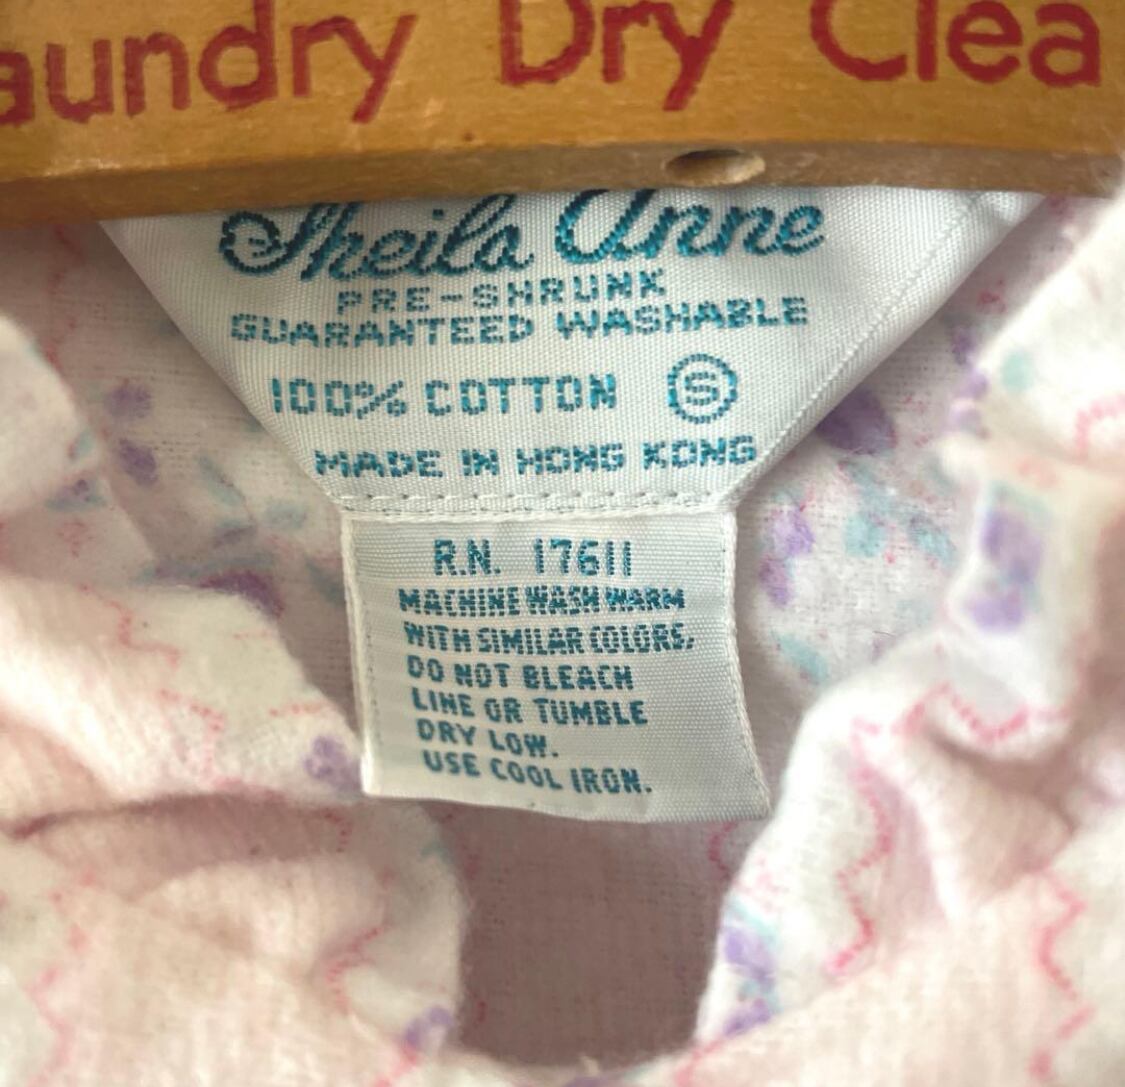 aundry Dry Clea
Sheila Anne
PRE-SHRUNK
GUARANTEED WASHABLE
100% COTTON S
MADE IN HONG KONG
R.N. 17611
MACHINE WASH WARM
WITH SIMILAR COLORS,
DO NOT BLEACH
LINE OR TUMBLE
DRY LOW.
USE COOL IRON.